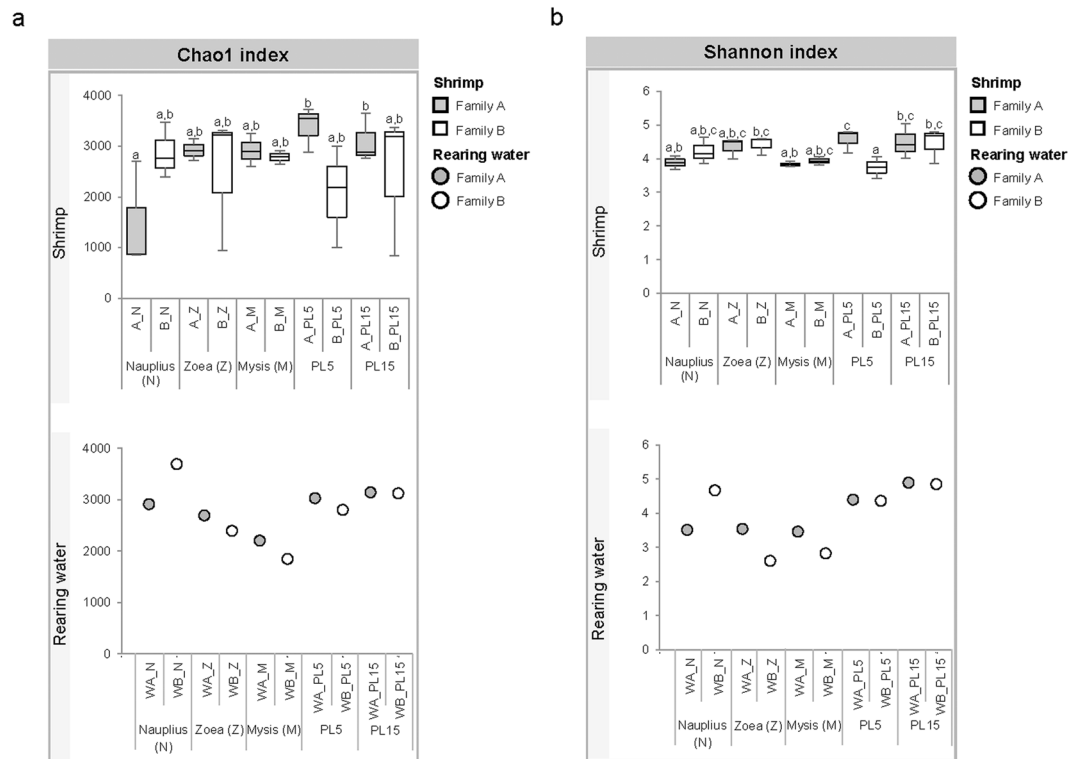 a
Chao1 index
Shrimp
4000
3000
2000
1000
0
a
a,b
a,b
a,b
a,b
a,b
b
a,b
b
a,b
A_N
B_N
A_Z
B_Z
A_M
B_M
A_PL5
B_PL5
A_PL15
B_PL15
Nauplius
(N)
Zoea (Z)
Mysis (M)
PL5
PL15
Shrimp
Family A
Family B
Rearing water
Family A
Family B
Rearing water
4000
3000
2000
1000
0
WA_N
WB_N
WA_Z
WB_Z
WA_M
WB_M
WA_PL5
WB_PL5
WA_PL15
WB_PL15
Nauplius
(N)
Zoea (Z)
Mysis (M)
PL5
PL15
b
Shannon index
Shrimp
6
5
4
3
2
1
0
a,b
a,b,c
a,b,c
b,c
a,b
a,b,c
c
a
b,c
b,c
A_N
B_N
A_Z
B_Z
A_M
B_M
A_PL5
B_PL5
A_PL15
B_PL15
Nauplius
(N)
Zoea (Z)
Mysis (M)
PL5
PL15
Shrimp
Family A
Family B
Rearing water
Family A
Family B
Rearing water
6
5
4
3
2
1
0
WA_N
WB_N
WA_Z
WB_Z
WA_M
WB_M
WA_PL5
WB_PL5
WA_PL15
WB_PL15
Nauplius
(N)
Zoea (Z)
Mysis (M)
PL5
PL15